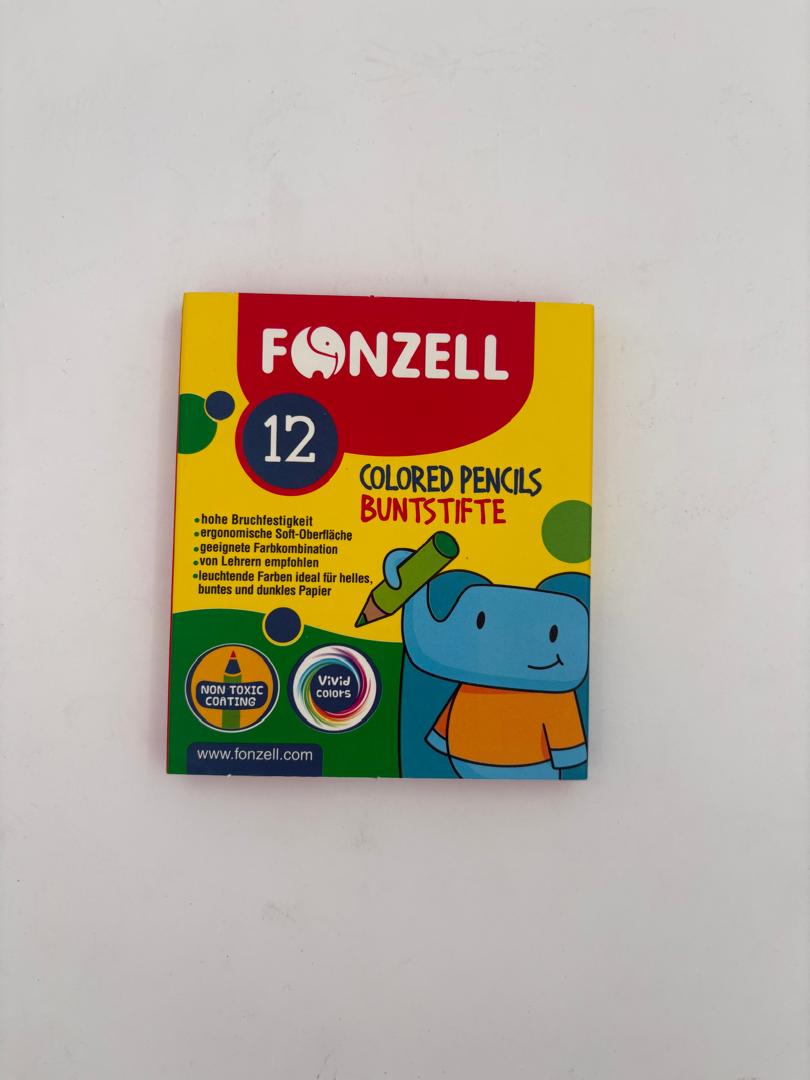 FONZELL
12
COLORED PENCILS
BUNTSTIFTE
•hohe Bruchfestigkeit
•ergonomische Soft-Oberfläche
•geeignete Farbkombination
•von Lehrern empfohlen
•leuchtende Farben ideal für helles,
buntes und dunkles Papier
NON TOXIC
COATING
Vivid
colors
www.fonzell.com